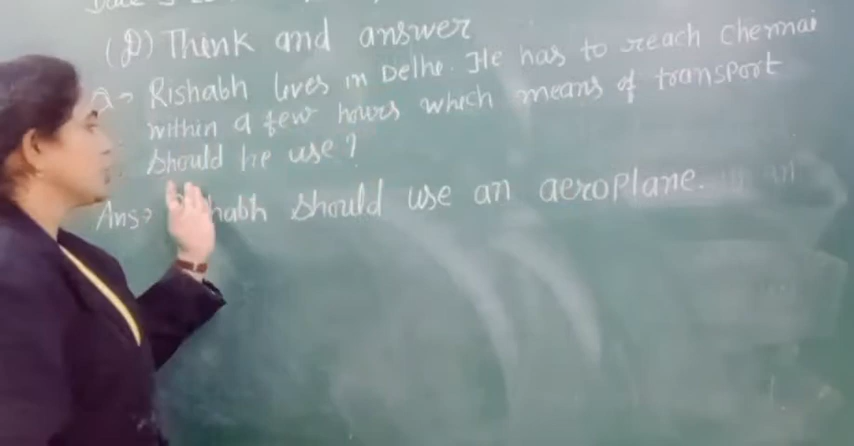 Date
(D) Think and answer
Q→ Rishabh lives in Delhi. He has to reach Chennai
within a few hours which means of transport
should he use?
Ans→ habh should use an aeroplane.